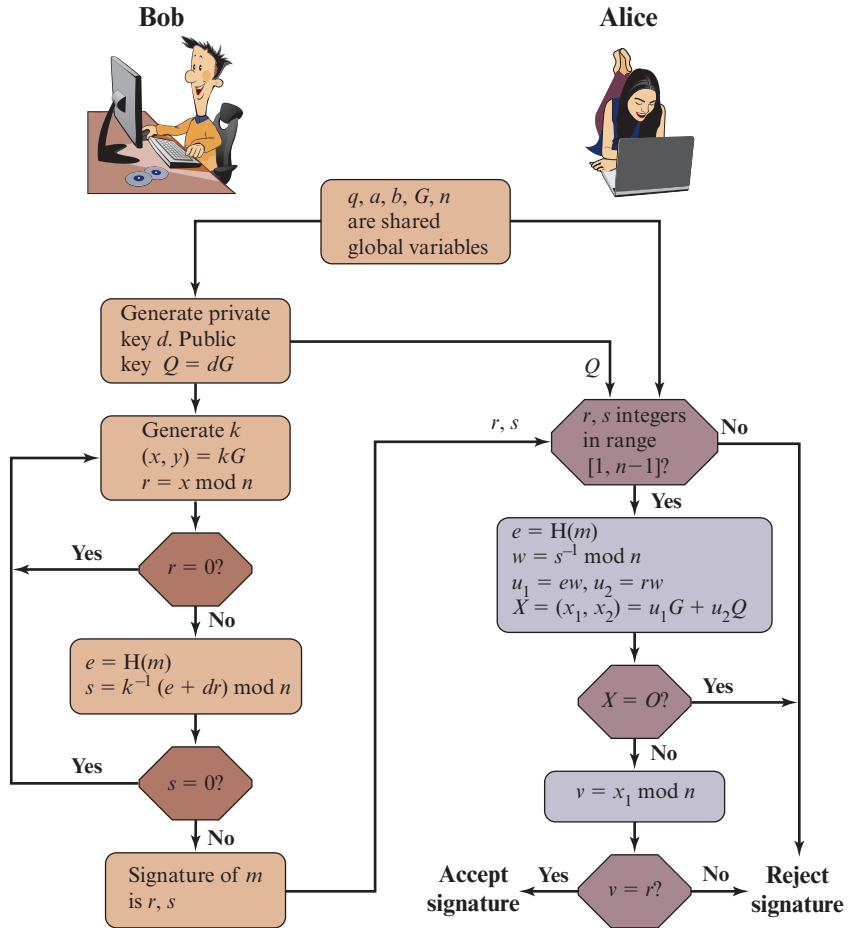 Bob
Alice
q, a, b, G, n
are shared
global variables
Generate private
key d. Public
key Q = dG
Q
Generate k
(x, y) = kG
r = x mod n
r, s
r, s integers
in range
[1, n−1]?
No
Yes
Yes
r = 0?
No
e = H(m)
w = s⁻¹ mod n
u₁ = ew, u₂ = rw
X = (x₁, x₂) = u₁G + u₂Q
e = H(m)
s = k⁻¹ (e + dr) mod n
X = O?
Yes
No
Yes
s = 0?
No
v = x₁ mod n
Signature of m
is r, s
Accept
signature
Yes
v = r?
No
Reject
signature